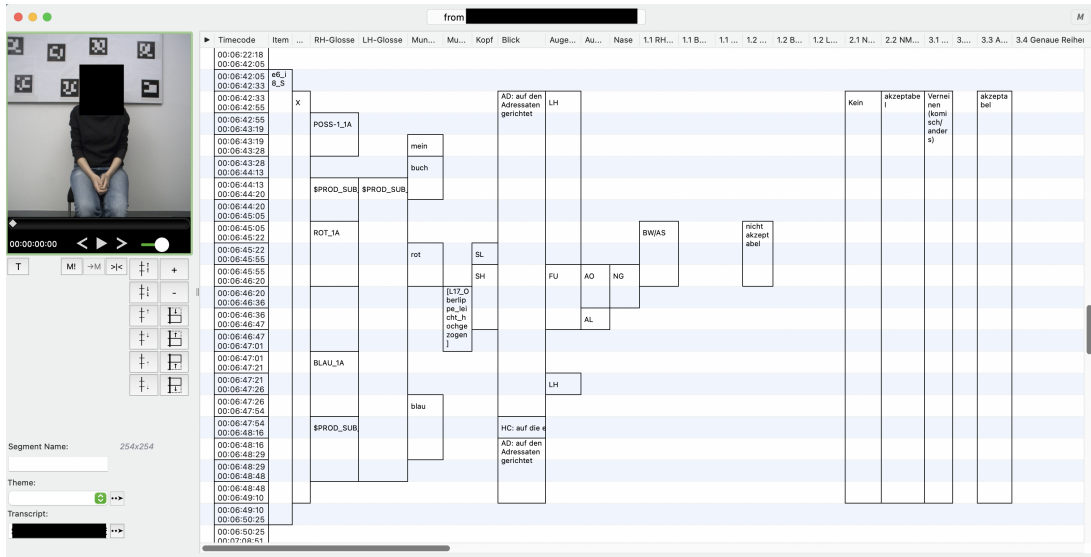 from
M
▶ Timecode Item ... RH-Glosse LH-Glosse Mun... Mu... Kopf Blick Auge... Au... Nase 1.1 RH... 1.1 B... 1.1 ... 1.2 ... 1.2 B... 1.2 L... 2.1 N... 2.2 NM... 3.1 ... 3.... 3.3 A... 3.4 Genaue Reiher
00:06:22:18
00:06:42:05
00:06:42:05
00:06:42:33
e6_i
8_S
00:06:42:33
00:06:42:55
X
AD: auf den
Adressaten
gerichtet
LH
Kein
akzeptabe
l
Vernei
nen
(komi
sch/
ander
s)
akzepta
bel
00:06:42:55
00:06:43:19
POSS-1_1A
00:06:43:19
00:06:43:28
mein
00:06:43:28
00:06:44:13
buch
00:06:44:13
00:06:44:20
$PROD_SUB
$PROD_SUB_
00:06:44:20
00:06:45:05
00:06:45:05
00:06:45:22
ROT_1A
BW/AS
nicht
akzept
abel
00:06:45:22
00:06:45:55
rot
SL
00:06:45:55
00:06:46:20
SH
FU
AO
NG
00:06:46:20
00:06:46:36
[L17_O
berlip
pe_lei
cht_h
ochge
zogen
]
00:06:46:36
00:06:46:47
AL
00:06:46:47
00:06:47:01
00:06:47:01
00:06:47:21
BLAU_1A
00:06:47:21
00:06:47:26
LH
00:06:47:26
00:06:47:54
blau
00:06:47:54
00:06:48:16
$PROD_SUB
HC: auf die e
00:06:48:16
00:06:48:29
AD: auf den
Adressaten
gerichtet
00:06:48:29
00:06:48:48
00:06:48:48
00:06:49:10
00:06:49:10
00:06:50:25
00:06:50:25
00:07:08:51
00:00:00:00
T M! →M >|< +
-
Segment Name: 254x254
Theme:
Transcript: